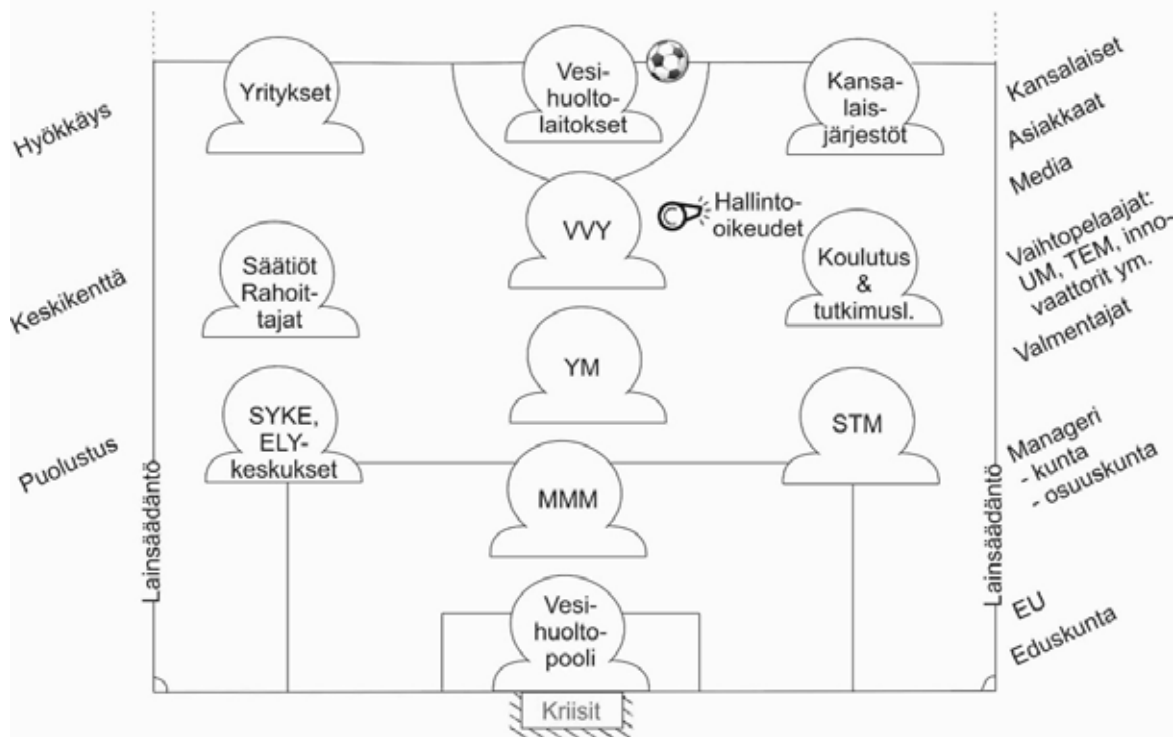 Hyökkäys
Keskikenttä
Puolustus
Lainsäädäntö
Yritykset
Vesi-
huolto-
laitokset
Kansa-
lais-
järjestöt
VVY
Hallinto-
oikeudet
Säätiöt
Rahoit-
tajat
Koulutus
&
tutkimusl.
YM
SYKE,
ELY-
keskukset
STM
MMM
Vesi-
huolto-
pooli
Kriisit
Lainsäädäntö
Kansalaiset
Asiakkaat
Media
Vaihtopelaajat:
UM, TEM, inno-
vaattorit ym.
Valmentajat
Manageri
- kunta
- osuuskunta
EU
Eduskunta